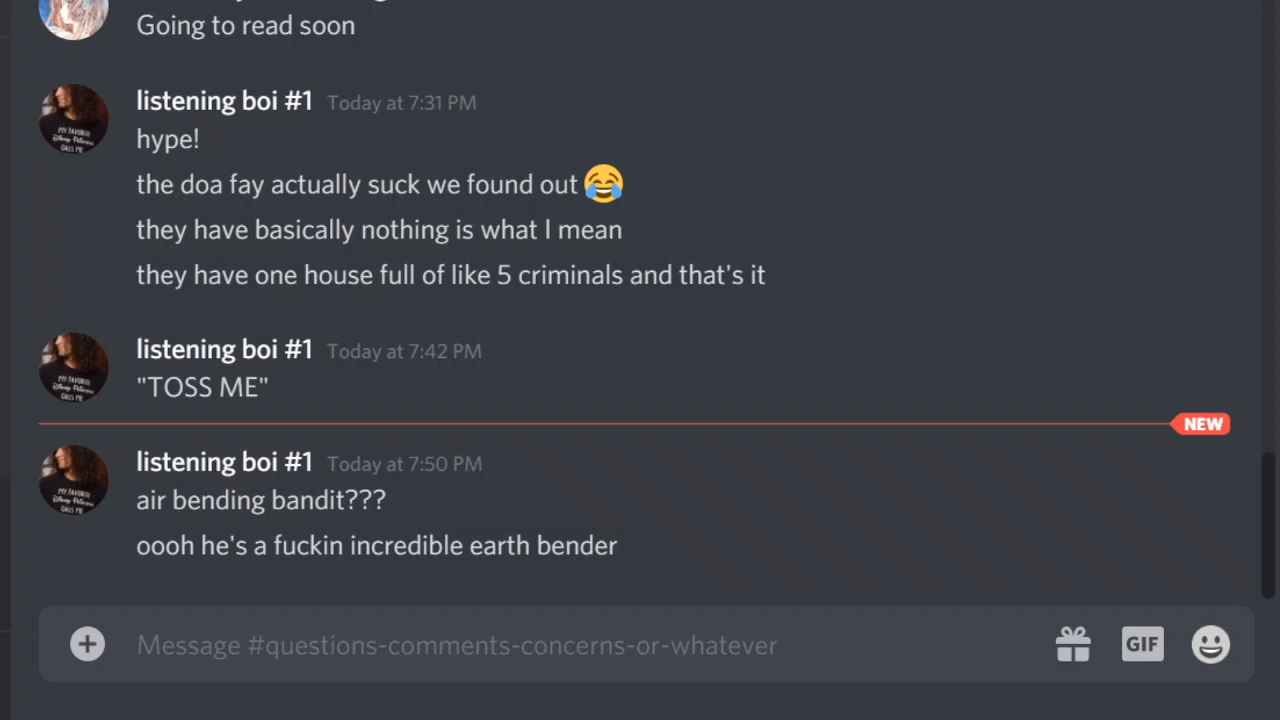 Going to read soon
listening boi #1 Today at 7:31 PM
hype!
the doa fay actually suck we found out 😂
they have basically nothing is what I mean
they have one house full of like 5 criminals and that's it
listening boi #1 Today at 7:42 PM
"TOSS ME"
NEW
listening boi #1 Today at 7:50 PM
air bending bandit???
oooh he's a fuckin incredible earth bender
Message #questions-comments-concerns-or-whatever
GIF